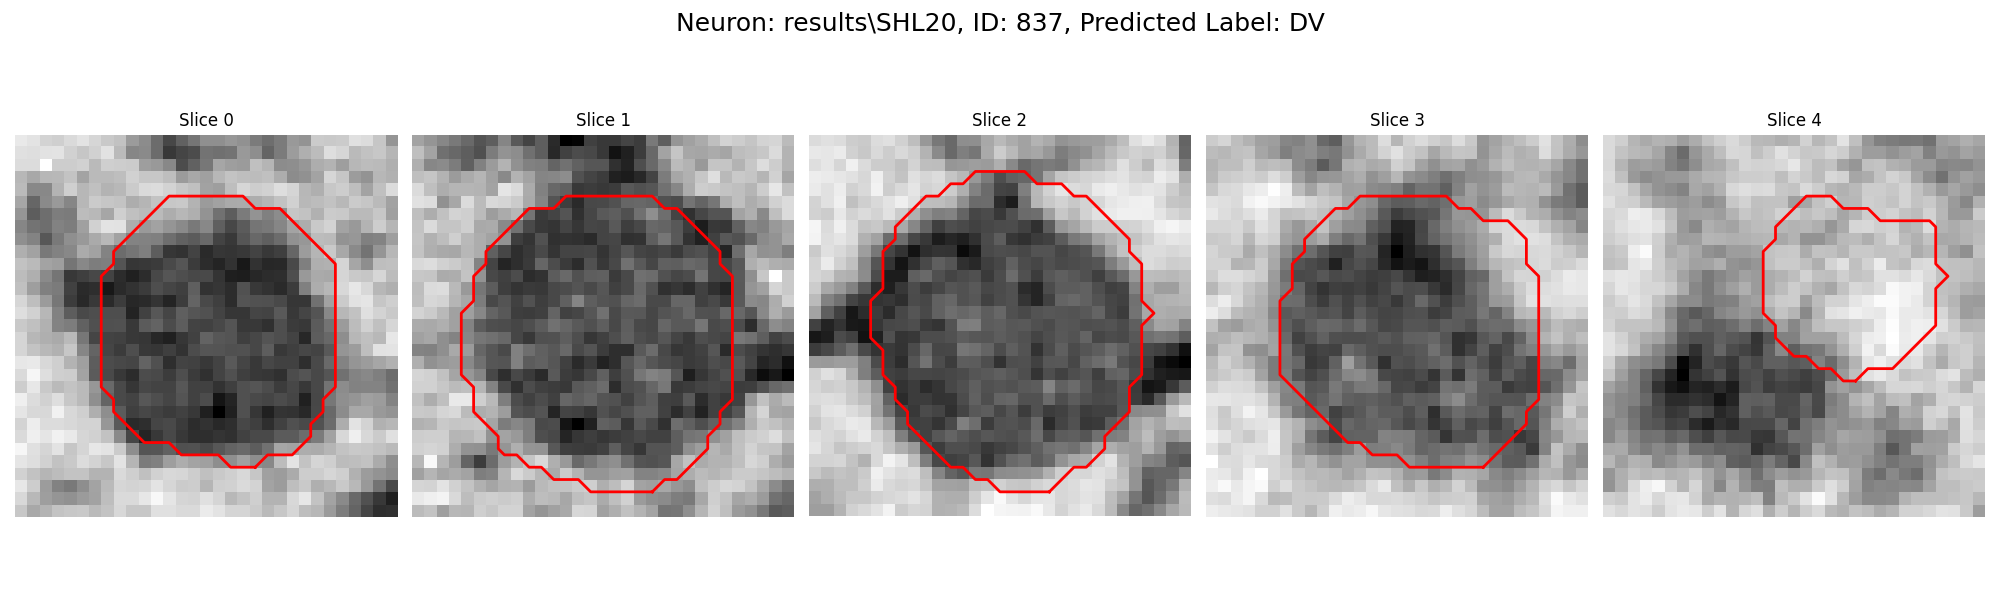 Neuron: results\SHL20, ID: 837, Predicted Label: DV
Slice 0
Slice 1
Slice 2
Slice 3
Slice 4